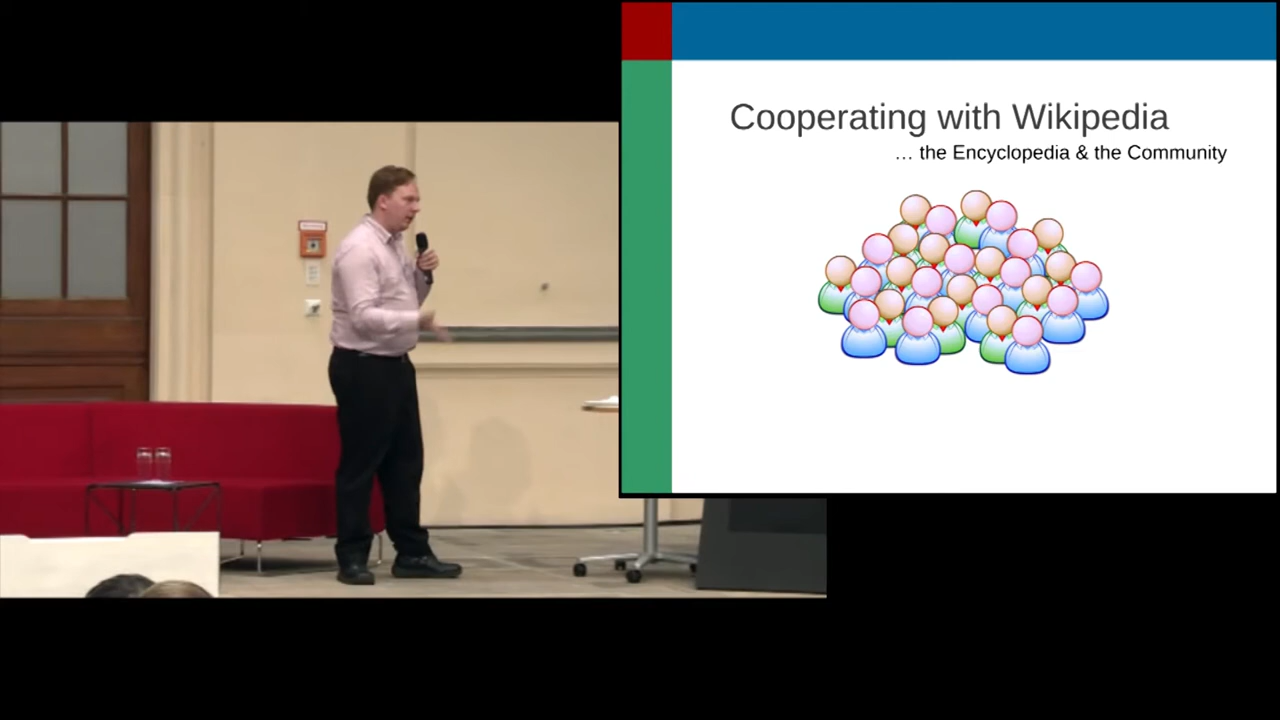 Cooperating with Wikipedia
… the Encyclopedia & the Community